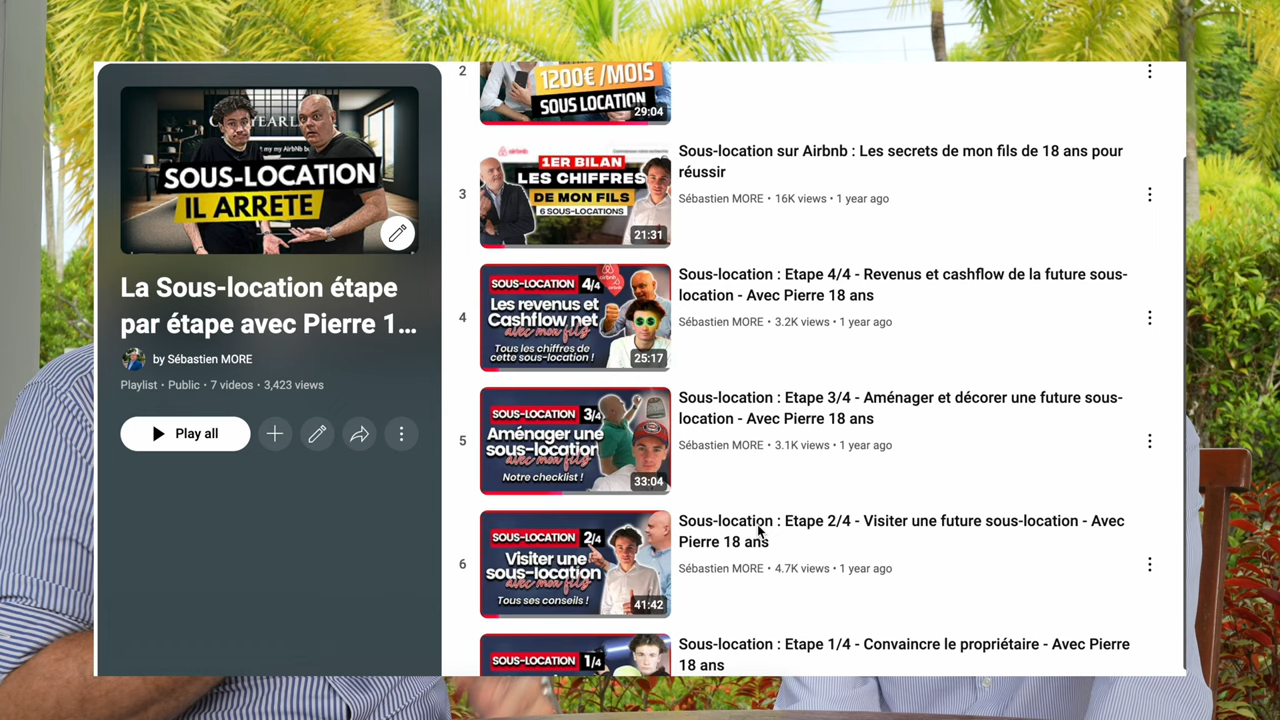 SOUS-LOCATION
IL ARRETE
La Sous-location étape
par étape avec Pierre 1...
by Sébastien MORE
Playlist • Public • 7 videos • 3,423 views
Play all
2
1200€ /MOIS
SOUS LOCATION
29:04
3
airbnb
1ER BILAN
LES CHIFFRES
DE MON FILS
6 SOUS-LOCATIONS
21:31
Sous-location sur Airbnb : Les secrets de mon fils de 18 ans pour
réussir
Sébastien MORE • 16K views • 1 year ago
4
SOUS-LOCATION 4/4
airbnb
Les revenus et
Cashflow net
avec mon fils
Tous les chiffres de
cette sous-location !
25:17
Sous-location : Etape 4/4 - Revenus et cashflow de la future sous-
location - Avec Pierre 18 ans
Sébastien MORE • 3.2K views • 1 year ago
5
SOUS-LOCATION 3/4
Aménager une
sous-location
avec mon fils
Notre checklist !
33:04
Sous-location : Etape 3/4 - Aménager et décorer une future sous-
location - Avec Pierre 18 ans
Sébastien MORE • 3.1K views • 1 year ago
6
SOUS-LOCATION 2/4
Visiter une
sous-location
avec mon fils
Tous ses conseils !
41:42
Sous-location : Etape 2/4 - Visiter une future sous-location - Avec
Pierre 18 ans
Sébastien MORE • 4.7K views • 1 year ago
SOUS-LOCATION 1/4
Sous-location : Etape 1/4 - Convaincre le propriétaire - Avec Pierre
18 ans